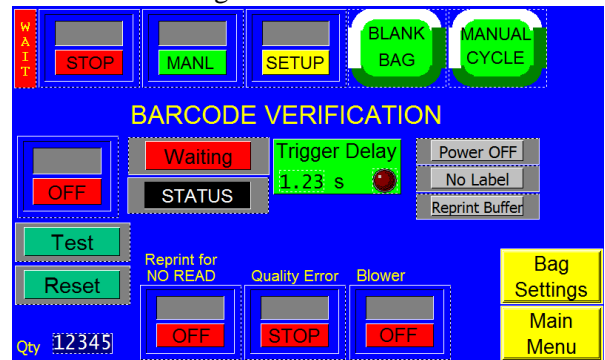 WAIT
STOP
MANL
SETUP
BLANK
BAG
MANUAL
CYCLE
BARCODE VERIFICATION
OFF
Waiting
STATUS
Trigger Delay
1.23 s
Power OFF
No Label
Reprint Buffer
Test
Reset
Reprint for
NO READ
OFF
Quality Error
STOP
Blower
OFF
Bag
Settings
Main
Menu
Qty 12345